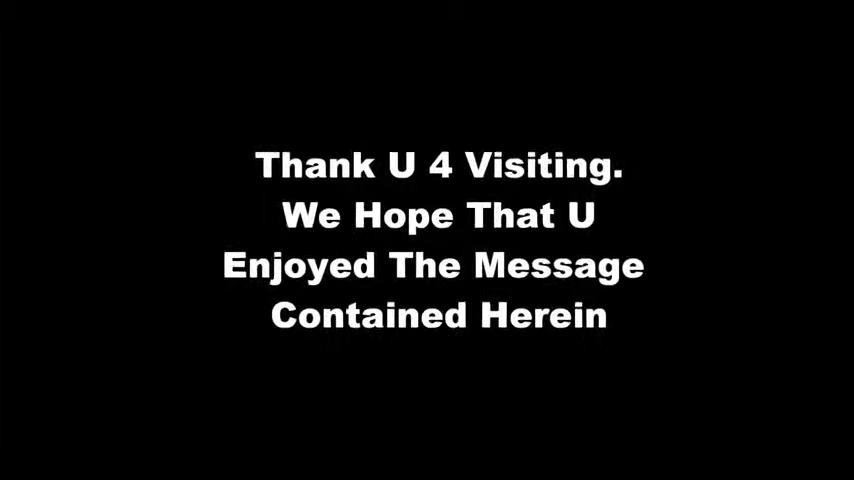 Thank U 4 Visiting.
We Hope That U
Enjoyed The Message
Contained Herein